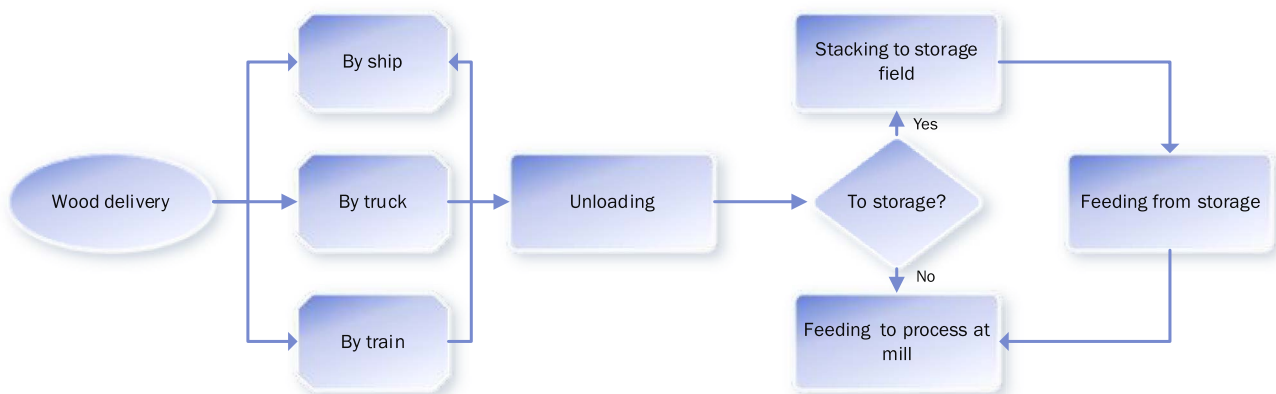 Wood delivery
By ship
By truck
By train
Unloading
To storage?
Yes
Stacking to storage
field
No
Feeding to process at
mill
Feeding from storage